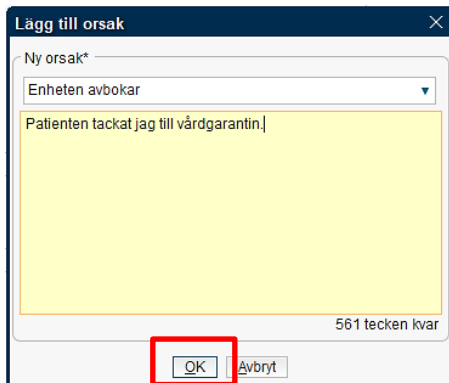 Lägg till orsak
Ny orsak*
Enheten avbokar
Patienten tackat jag till vårdgarantin.
561 tecken kvar
OK Avbryt